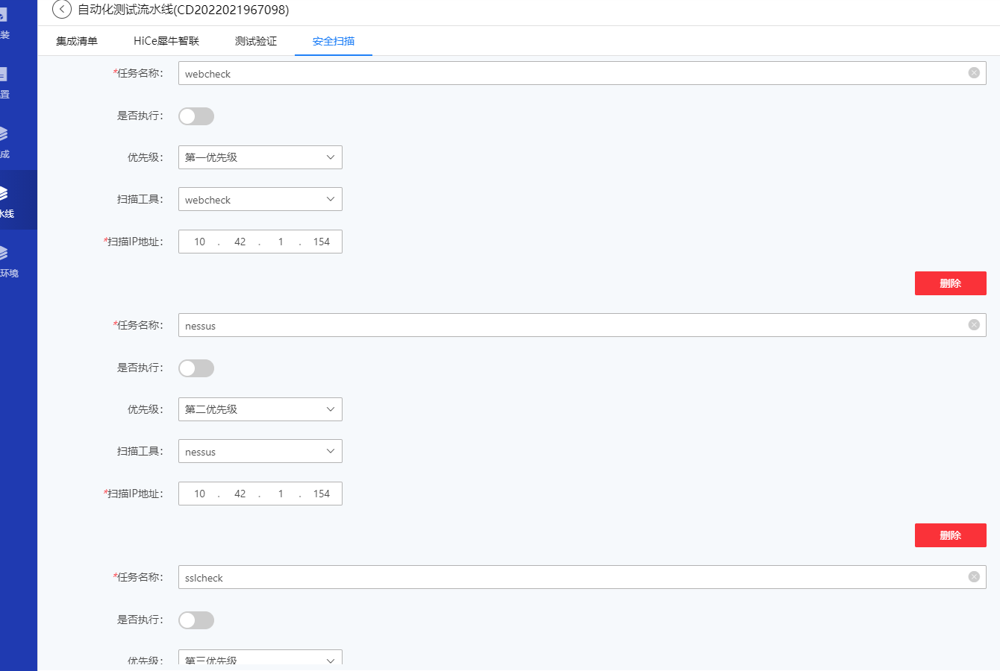 自动化测试流水线(CD2022021967098)
集成清单 HiCe犀牛智联 测试验证 安全扫描
装
置
成
水线
环境
*任务名称: webcheck
是否执行:
优先级: 第一优先级
扫描工具: webcheck
*扫描IP地址: 10 . 42 . 1 . 154
删除
*任务名称: nessus
是否执行:
优先级: 第二优先级
扫描工具: nessus
*扫描IP地址: 10 . 42 . 1 . 154
删除
*任务名称: sslcheck
是否执行:
优先级: 第三优先级